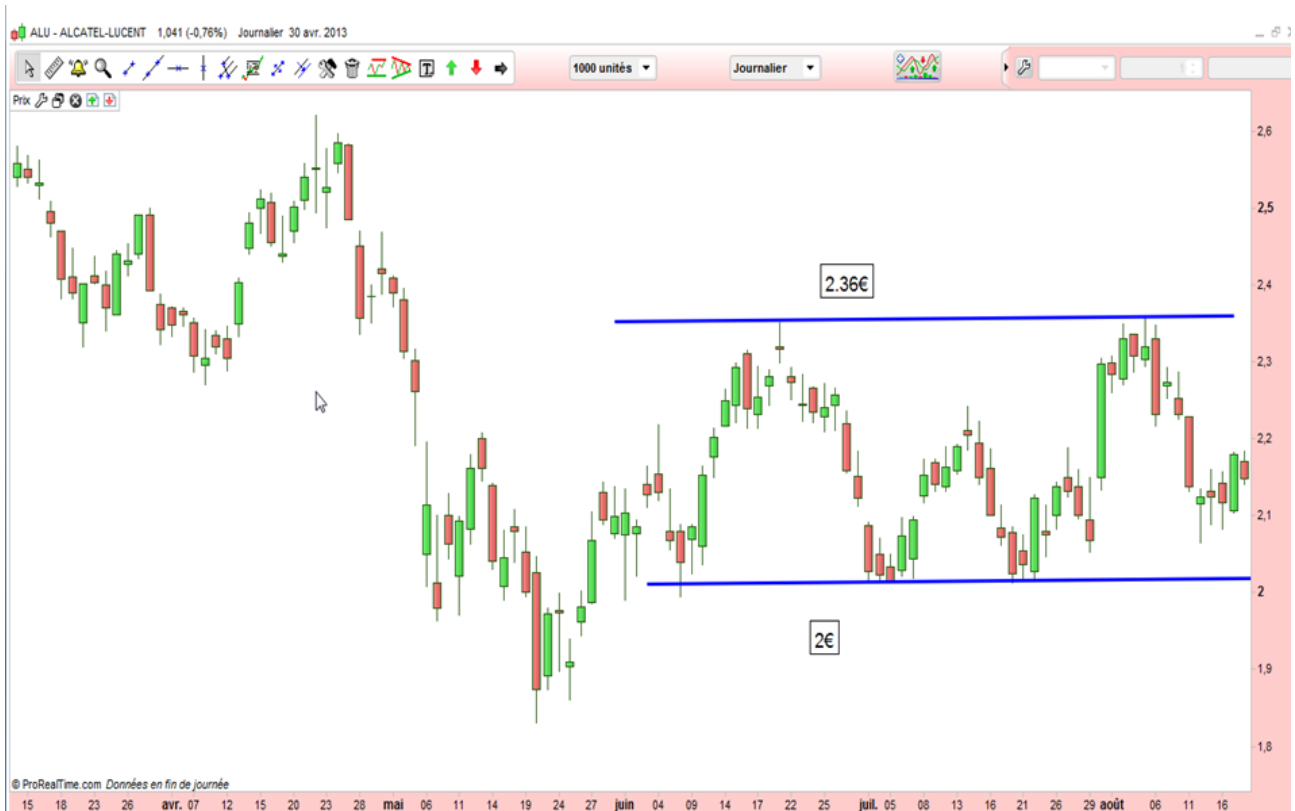 ALU - ALCATEL-LUCENT 1,041 (-0,76%) Journalier 30 avr. 2013
1000 unités Journalier
Prix
2,6
2,5
2,4
2.36€
2,3
2,2
2,1
2
2€
1,9
1,8
© ProRealTime.com Données en fin de journée
15 18 23 26 avr. 07 12 15 20 23 28 mai 06 11 14 19 24 27 juin 04 09 14 17 22 25 juil. 05 08 13 16 21 26 29 août 06 11 16